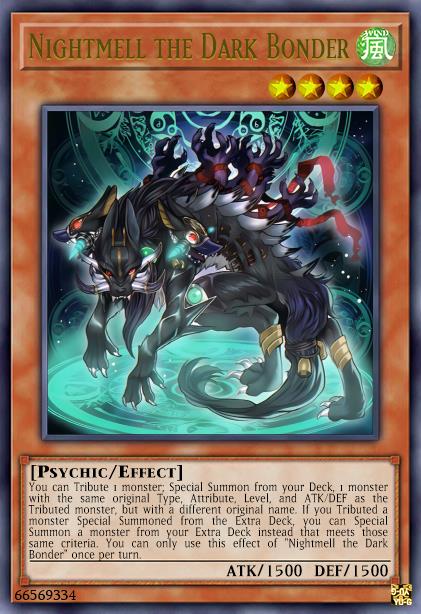 NIGHTMELL THE DARK BONDER
WIND
風
[PSYCHIC/EFFECT]
You can Tribute 1 monster; Special Summon from your Deck, 1 monster
with the same original Type, Attribute, Level, and ATK/DEF as the
Tributed monster, but with a different original name. If you Tributed a
monster Special Summoned from the Extra Deck, you can Special
Summon a monster from your Extra Deck instead that meets those
same criteria. You can only use this effect of "Nightmell the Dark
Bonder" once per turn.
ATK/1500 DEF/1500
66569334